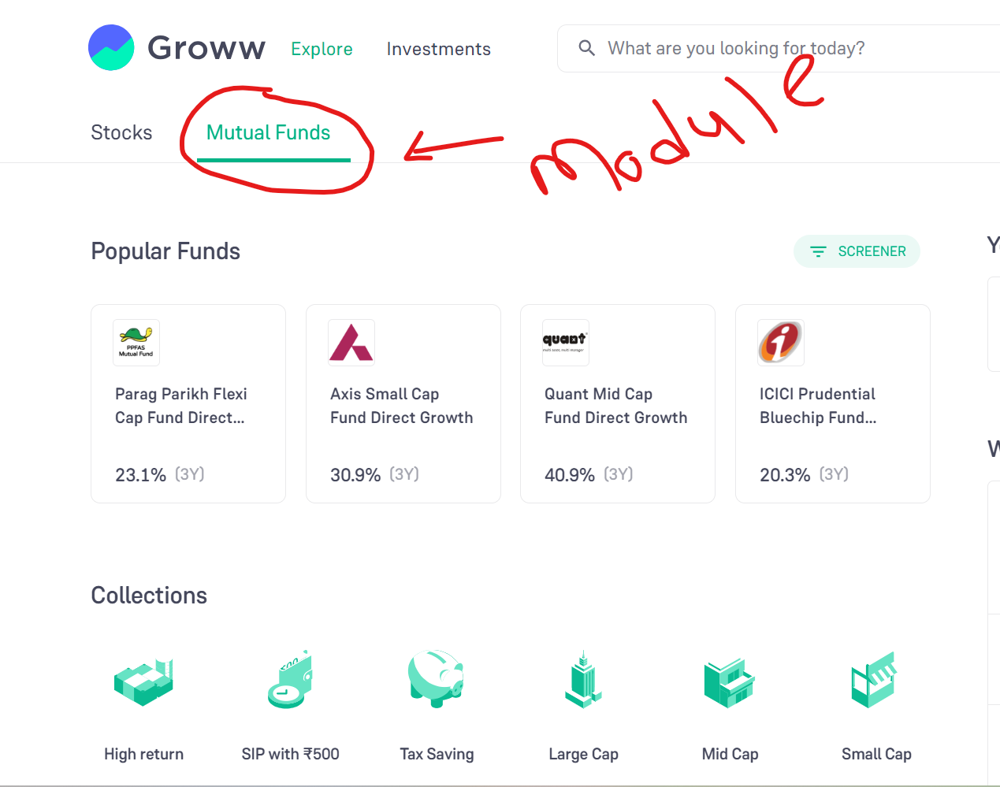 Groww Explore Investments What are you looking for today?
Module
Stocks Mutual Funds
Popular Funds SCREENER
PPFAS
Mutual Fund
quant
Parag Parikh Flexi
Cap Fund Direct...
23.1% (3Y)
Axis Small Cap
Fund Direct Growth
30.9% (3Y)
Quant Mid Cap
Fund Direct Growth
40.9% (3Y)
ICICI Prudential
Bluechip Fund...
20.3% (3Y)
Collections
High return
SIP with ₹500
Tax Saving
Large Cap
Mid Cap
Small Cap